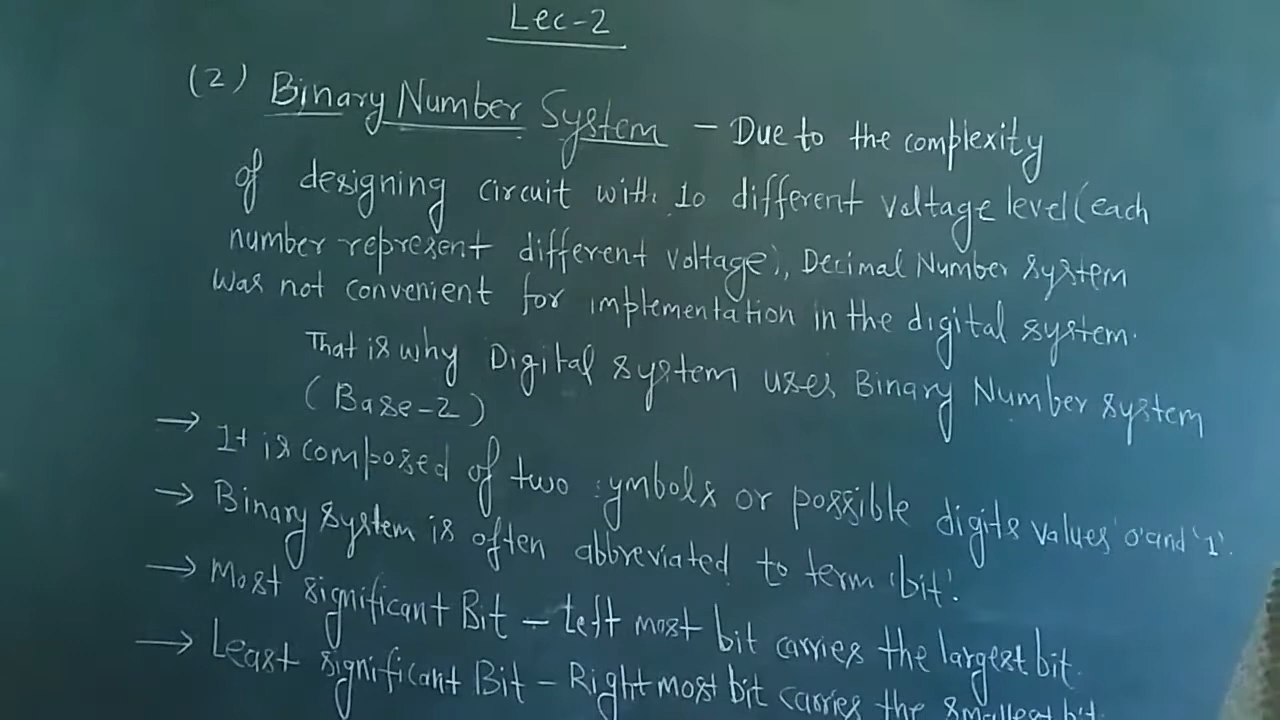 Lec-2
(2) Binary Number System - Due to the complexity
of designing circuit with 10 different voltage level (each
number represent different voltage), Decimal Number system
was not convenient for implementation in the digital system.
That is why Digital system uses Binary Number system
(Base-2)
→ It is composed of two symbols or possible digits values '0' and '1'.
→ Binary system is often abbreviated to term 'bit'.
→ Most significant Bit - Left most bit carries the largest bit.
→ Least significant Bit - Right most bit carries the smallest bit.